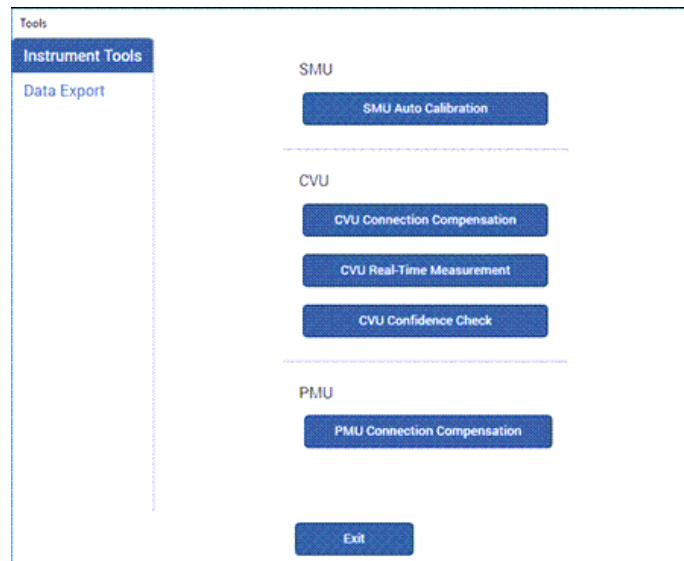 Tools
Instrument Tools
Data Export
SMU
SMU Auto Calibration
CVU
CVU Connection Compensation
CVU Real-Time Measurement
CVU Confidence Check
PMU
PMU Connection Compensation
Exit